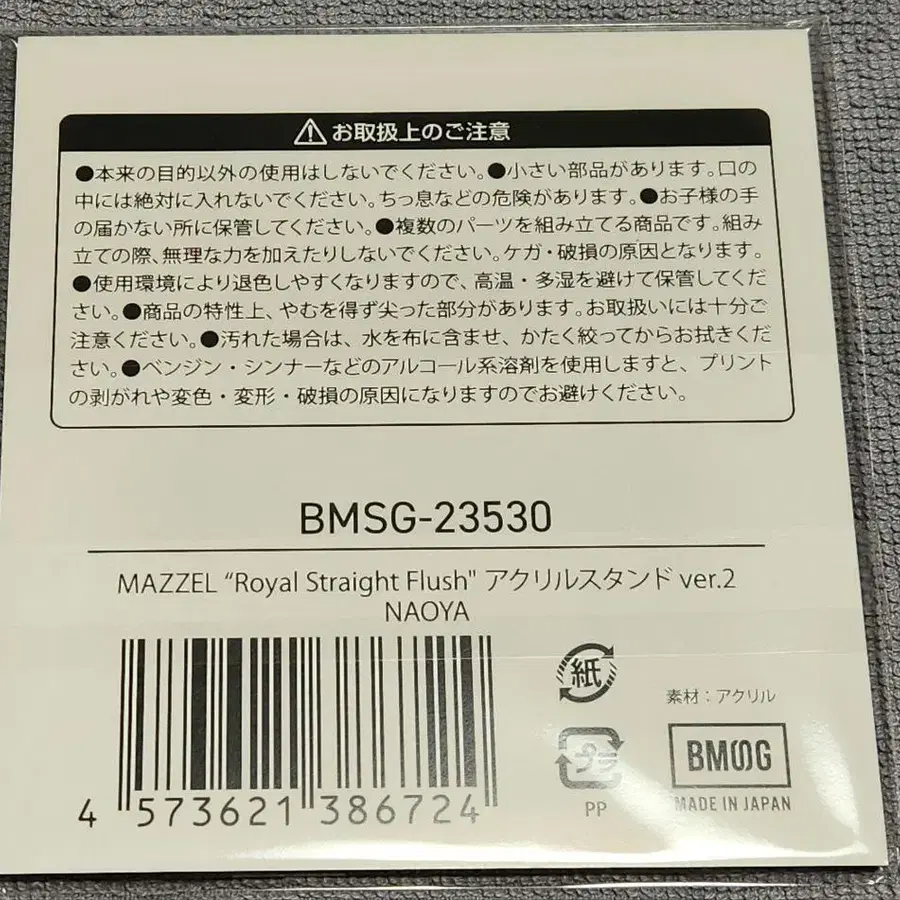 ⚠お取扱上のご注意
●本来の目的以外の使用はしないでください。●小さい部品があります。口の
中には絶対に入れないでください。ちっ息などの危険があります。●お子様の手
の届かない所に保管してください。●複数のパーツを組み立てる商品です。組み
立ての際、無理な力を加えたりしないでください。ケガ・破損の原因となります。
●使用環境により退色しやすくなりますので、高温・多湿を避けて保管してくだ
さい。●商品の特性上、やむを得ず尖った部分があります。お取扱いには十分ご
注意ください。●汚れた場合は、水を布に含ませ、かたく絞ってからお拭きくだ
さい。●ベンジン・シンナーなどのアルコール系溶剤を使用しますと、プリント
の剥がれや変色・変形・破損の原因になりますのでお避けください。
BMSG-23530
MAZZEL “Royal Straight Flush" アクリルスタンド ver.2
NAOYA
4 573621 386724
紙
プラ
PP
素材：アクリル
BMSG
MADE IN JAPAN